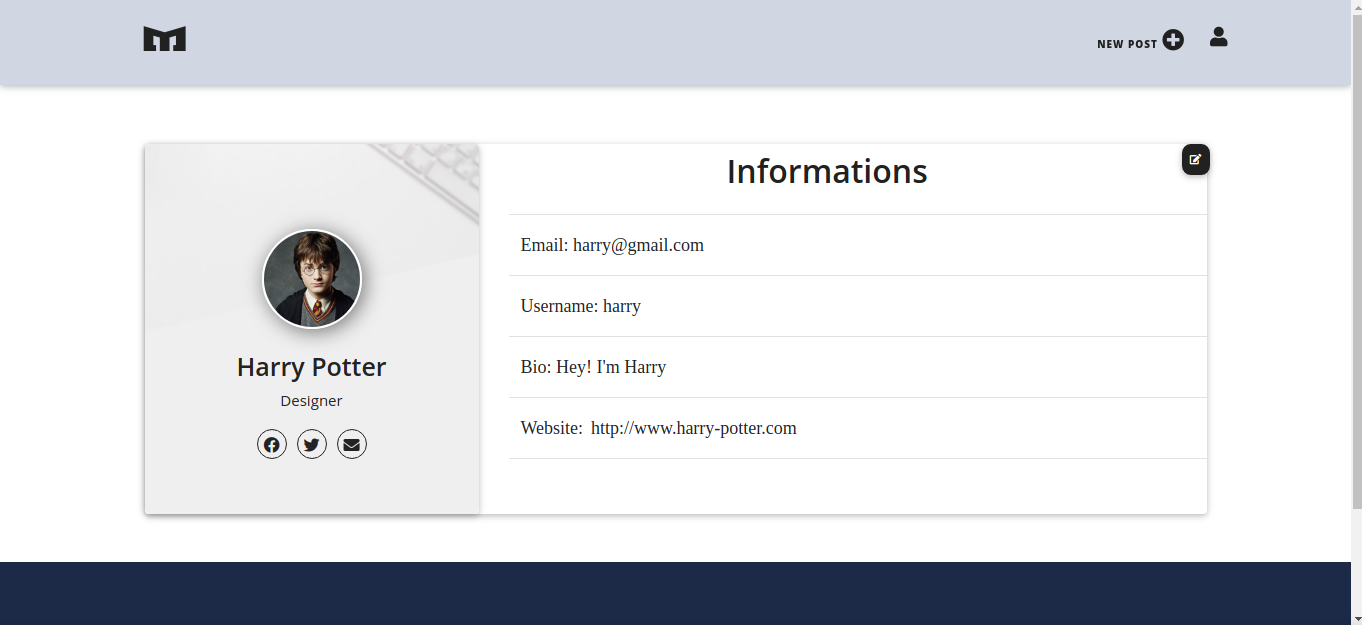 NEW POST
Informations
Email: harry@gmail.com
Username: harry
Bio: Hey! I'm Harry
Website: http://www.harry-potter.com
Harry Potter
Designer